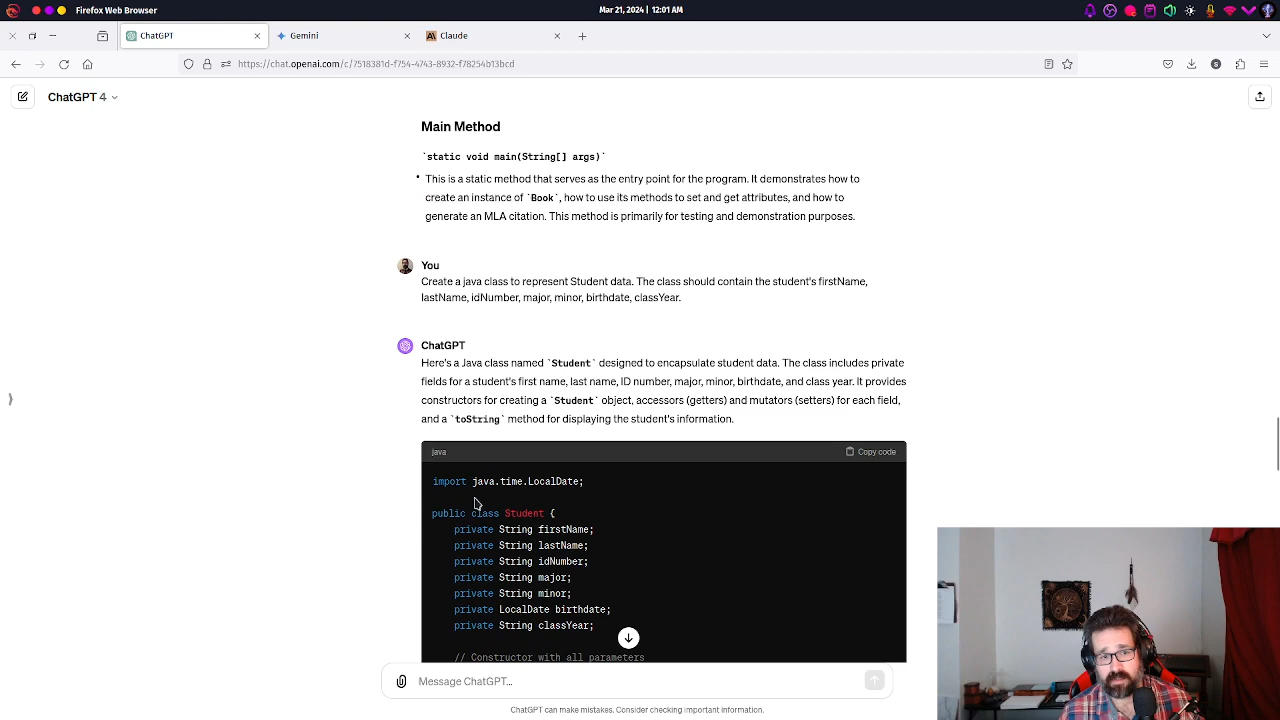 Firefox Web Browser
Mar 21, 2024 | 12:01 AM
ChatGPT
Gemini
Claude
https://chat.openai.com/c/7518381d-f754-4743-8932-f78254b13bcd
ChatGPT 4
Main Method
`static void main(String[] args)`
• This is a static method that serves as the entry point for the program. It demonstrates how to
create an instance of `Book`, how to use its methods to set and get attributes, and how to
generate an MLA citation. This method is primarily for testing and demonstration purposes.
You
Create a java class to represent Student data. The class should contain the student's firstName,
lastName, idNumber, major, minor, birthdate, classYear.
ChatGPT
Here's a Java class named `Student` designed to encapsulate student data. The class includes private
fields for a student's first name, last name, ID number, major, minor, birthdate, and class year. It provides
constructors for creating a `Student` object, accessors (getters) and mutators (setters) for each field,
and a `toString` method for displaying the student's information.
java
Copy code
import java.time.LocalDate;
public class Student {
private String firstName;
private String lastName;
private String idNumber;
private String major;
private String minor;
private LocalDate birthdate;
private String classYear;
// Constructor with all parameters
Message ChatGPT...
ChatGPT can make mistakes. Consider checking important information.